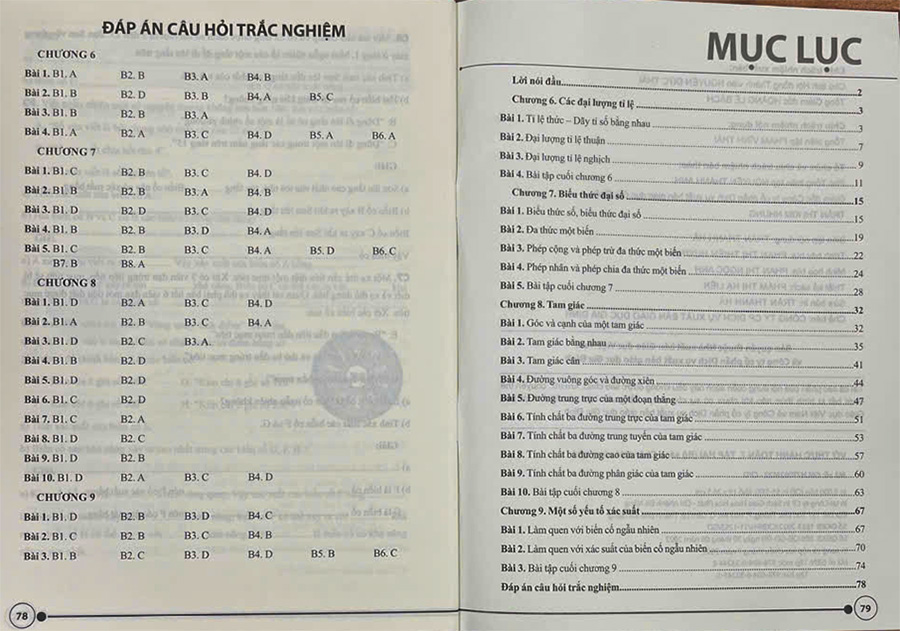 ĐÁP ÁN CÂU HỎI TRẮC NGHIỆM
CHƯƠNG 6
Bài 1. B1. A B2. B B3. A B4. B
Bài 2. B1. B B2. D B3. B B4. A B5. C
Bài 3. B1. B B2. B B3. A
Bài 4. B1. A B2. A B3. C B4. D B5. A B6. A
CHƯƠNG 7
Bài 1. B1. C B2. B B3. C B4. D
Bài 2. B1. B B2. B B3. A B4. B
Bài 3. B1. D B2. D B3. C B4. D
Bài 4. B1. B B2. B B3. D B4. A
Bài 5. B1. C B2. B B3. C B4. A B5. D B6. C
B7. B B8. A
CHƯƠNG 8
Bài 1. B1. D B2. A B3. C B4. D
Bài 2. B1. A B2. B B3. C B4. A
Bài 3. B1. D B2. C B3. A.
Bài 4. B1. B B2. D
Bài 5. B1. D B2. D
Bài 6. B1. C B2. C
Bài 7. B1. C B2. A
Bài 8. B1. D B2. C
Bài 9. B1. D B2. B
Bài 10. B1. D B2. A B3. C B4. D
CHƯƠNG 9
Bài 1. B1. D B2. B B3. D B4. C
Bài 2. B1. C B2. B B3. C B4. B
Bài 3. B1. B B2. C B3. D B4. D B5. B B6. C
78
MỤC LỤC
Lời nói đầu 2
Chương 6. Các đại lượng tỉ lệ 3
Bài 1. Tỉ lệ thức – Dãy tỉ số bằng nhau 3
Bài 2. Đại lượng tỉ lệ thuận 7
Bài 3. Đại lượng tỉ lệ nghịch 9
Bài 4. Bài tập cuối chương 6 11
Chương 7. Biểu thức đại số 15
Bài 1. Biểu thức số, biểu thức đại số 15
Bài 2. Đa thức một biến 19
Bài 3. Phép cộng và phép trừ đa thức một biến 22
Bài 4. Phép nhân và phép chia đa thức một biến 24
Bài 5. Bài tập cuối chương 7 28
Chương 8. Tam giác 32
Bài 1. Góc và cạnh của một tam giác 32
Bài 2. Tam giác bằng nhau 35
Bài 3. Tam giác cân 41
Bài 4. Đường vuông góc và đường xiên 44
Bài 5. Đường trung trực của một đoạn thẳng 47
Bài 6. Tính chất ba đường trung trực của tam giác 51
Bài 7. Tính chất ba đường trung tuyến của tam giác 53
Bài 8. Tính chất ba đường cao của tam giác 57
Bài 9. Tính chất ba đường phân giác của tam giác 60
Bài 10. Bài tập cuối chương 8 63
Chương 9. Một số yếu tố xác suất 67
Bài 1. Làm quen với biến cố ngẫu nhiên 67
Bài 2. Làm quen với xác suất của biến cố ngẫu nhiên 70
Bài 3. Bài tập cuối chương 9 74
Đáp án câu hỏi trắc nghiệm 78
79